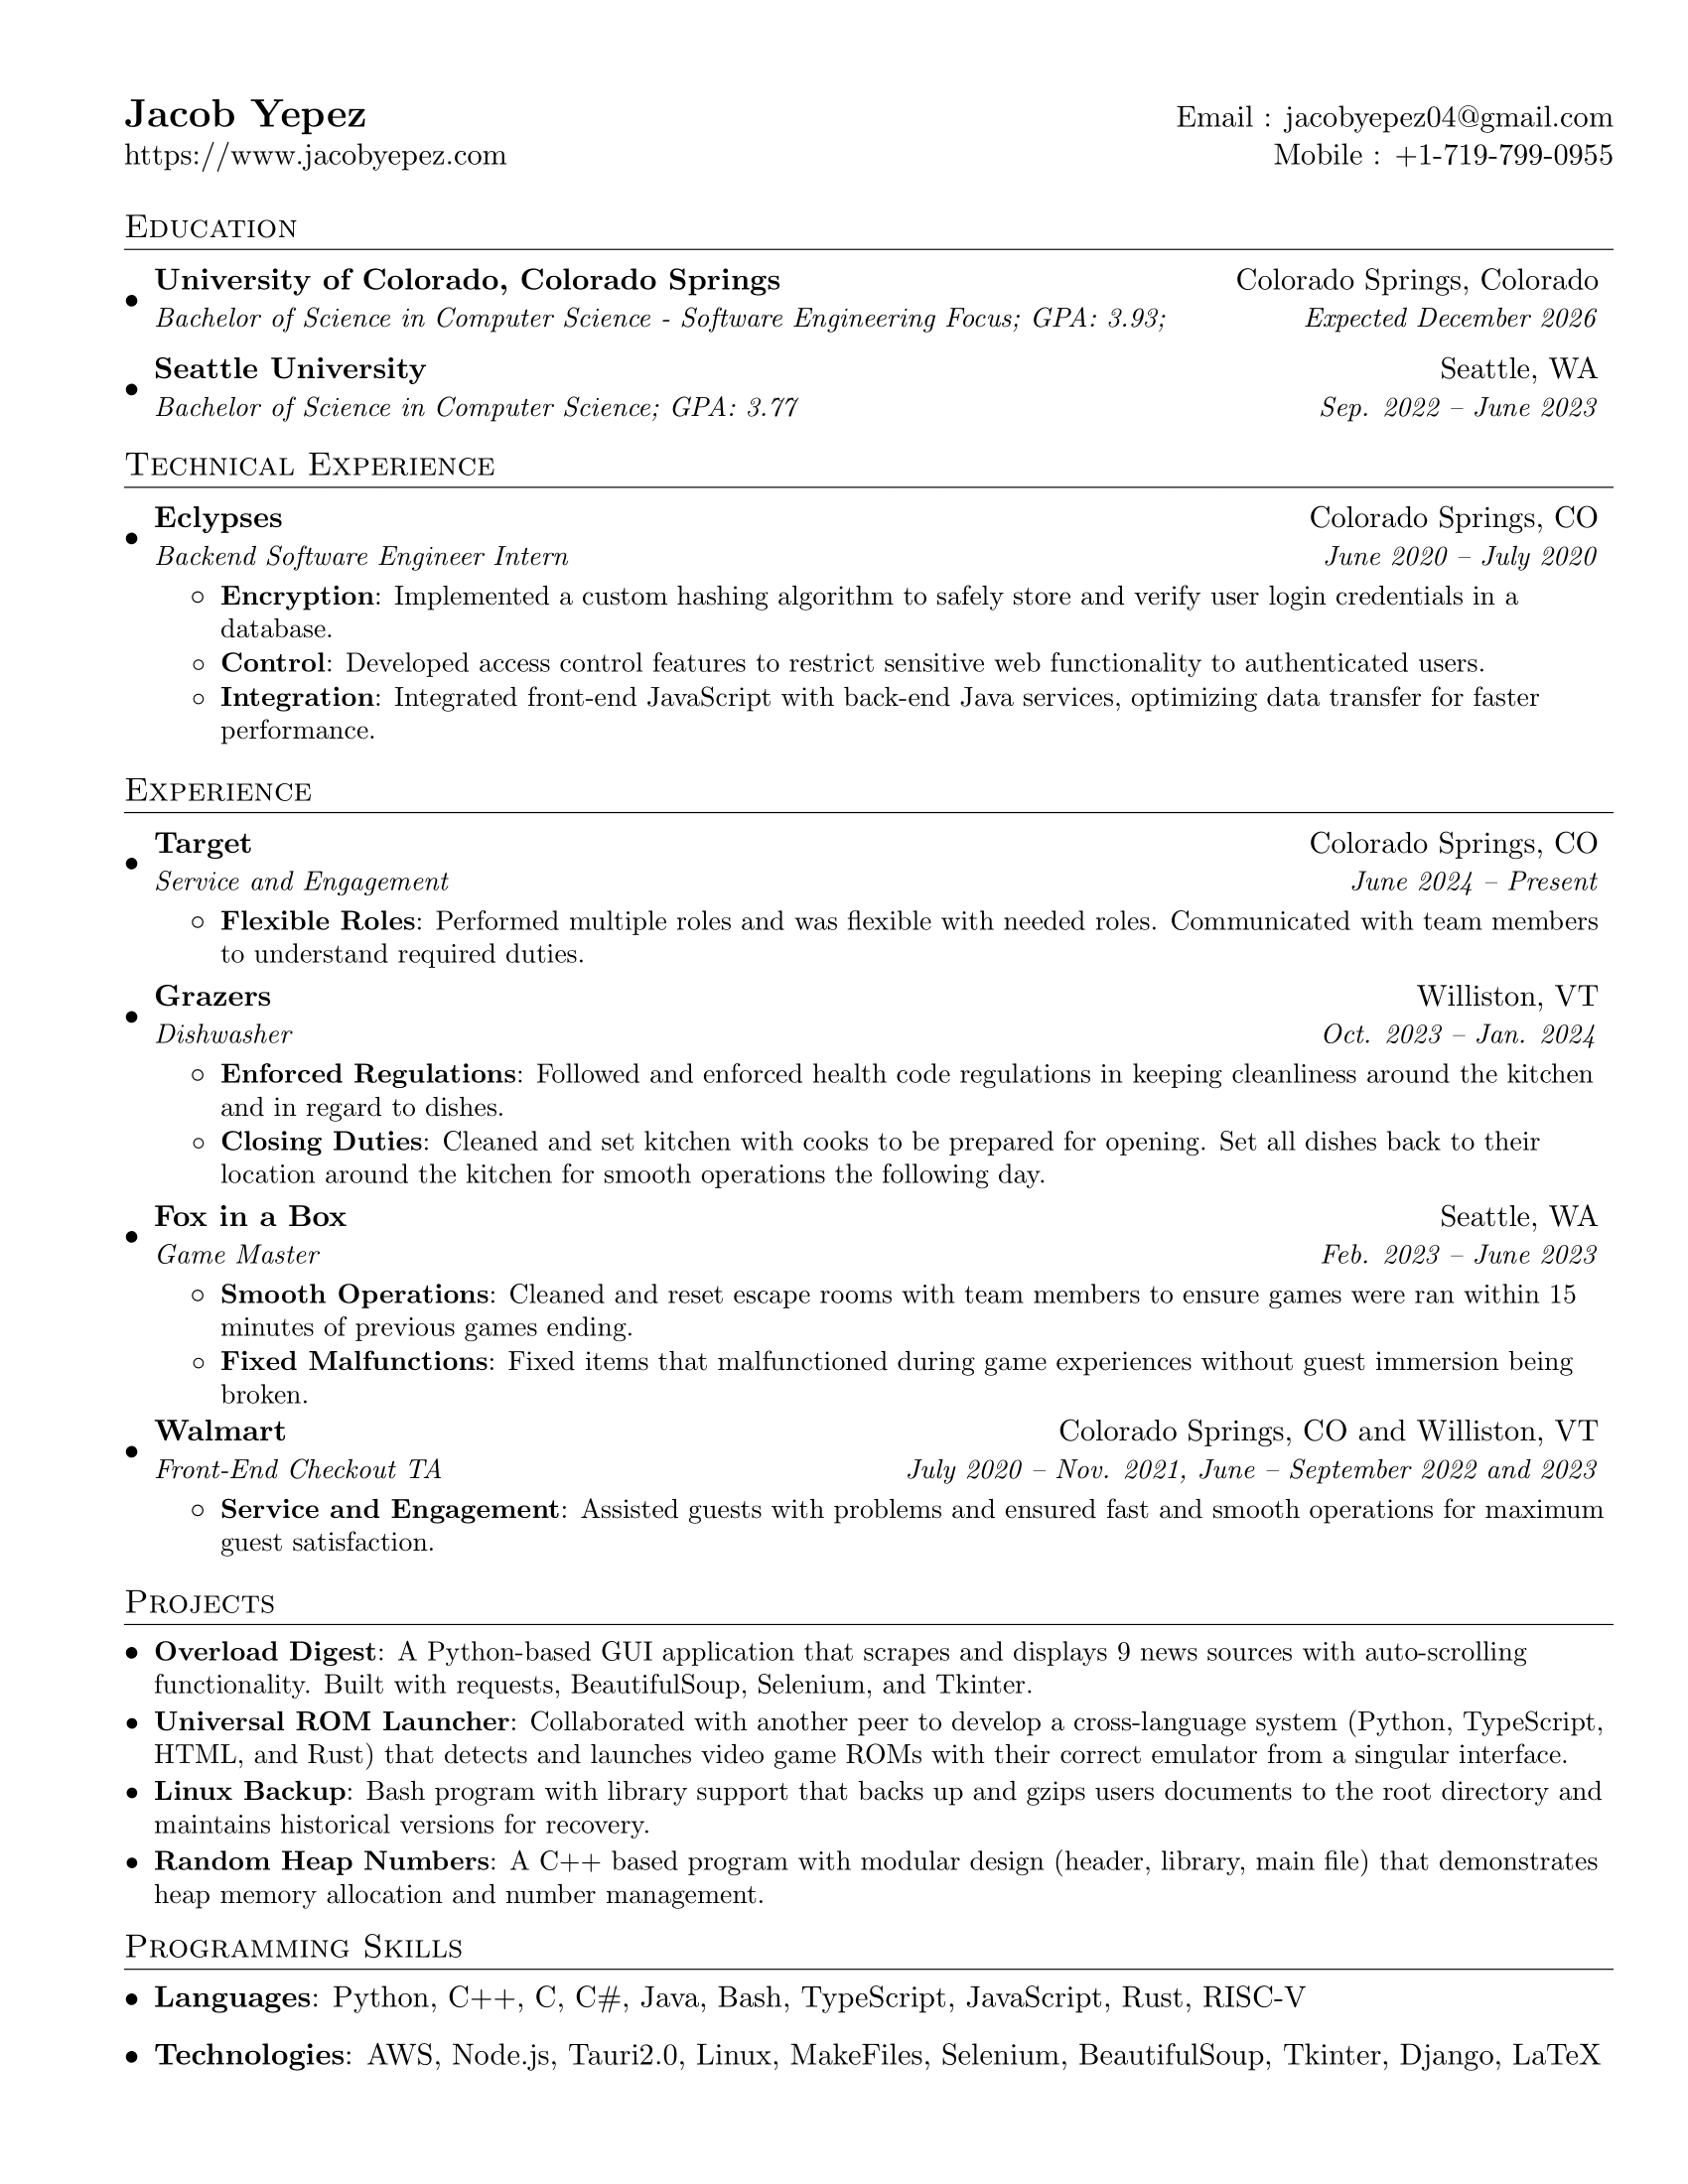 Jacob Yepez Email : jacobyepez04@gmail.com
https://www.jacobyepez.com Mobile : +1-719-799-0955
Education
• University of Colorado, Colorado Springs Colorado Springs, Colorado
Bachelor of Science in Computer Science - Software Engineering Focus; GPA: 3.93; Expected December 2026
• Seattle University Seattle, WA
Bachelor of Science in Computer Science; GPA: 3.77 Sep. 2022 – June 2023
Technical Experience
• Eclypses Colorado Springs, CO
Backend Software Engineer Intern June 2020 – July 2020
◦ Encryption: Implemented a custom hashing algorithm to safely store and verify user login credentials in a
database.
◦ Control: Developed access control features to restrict sensitive web functionality to authenticated users.
◦ Integration: Integrated front-end JavaScript with back-end Java services, optimizing data transfer for faster
performance.
Experience
• Target Colorado Springs, CO
Service and Engagement June 2024 – Present
◦ Flexible Roles: Performed multiple roles and was flexible with needed roles. Communicated with team members
to understand required duties.
• Grazers Williston, VT
Dishwasher Oct. 2023 – Jan. 2024
◦ Enforced Regulations: Followed and enforced health code regulations in keeping cleanliness around the kitchen
and in regard to dishes.
◦ Closing Duties: Cleaned and set kitchen with cooks to be prepared for opening. Set all dishes back to their
location around the kitchen for smooth operations the following day.
• Fox in a Box Seattle, WA
Game Master Feb. 2023 – June 2023
◦ Smooth Operations: Cleaned and reset escape rooms with team members to ensure games were ran within 15
minutes of previous games ending.
◦ Fixed Malfunctions: Fixed items that malfunctioned during game experiences without guest immersion being
broken.
• Walmart Colorado Springs, CO and Williston, VT
Front-End Checkout TA July 2020 – Nov. 2021, June – September 2022 and 2023
◦ Service and Engagement: Assisted guests with problems and ensured fast and smooth operations for maximum
guest satisfaction.
Projects
• Overload Digest: A Python-based GUI application that scrapes and displays 9 news sources with auto-scrolling
functionality. Built with requests, BeautifulSoup, Selenium, and Tkinter.
• Universal ROM Launcher: Collaborated with another peer to develop a cross-language system (Python, TypeScript,
HTML, and Rust) that detects and launches video game ROMs with their correct emulator from a singular interface.
• Linux Backup: Bash program with library support that backs up and gzips users documents to the root directory and
maintains historical versions for recovery.
• Random Heap Numbers: A C++ based program with modular design (header, library, main file) that demonstrates
heap memory allocation and number management.
Programming Skills
• Languages: Python, C++, C, C#, Java, Bash, TypeScript, JavaScript, Rust, RISC-V
• Technologies: AWS, Node.js, Tauri2.0, Linux, MakeFiles, Selenium, BeautifulSoup, Tkinter, Django, LaTeX